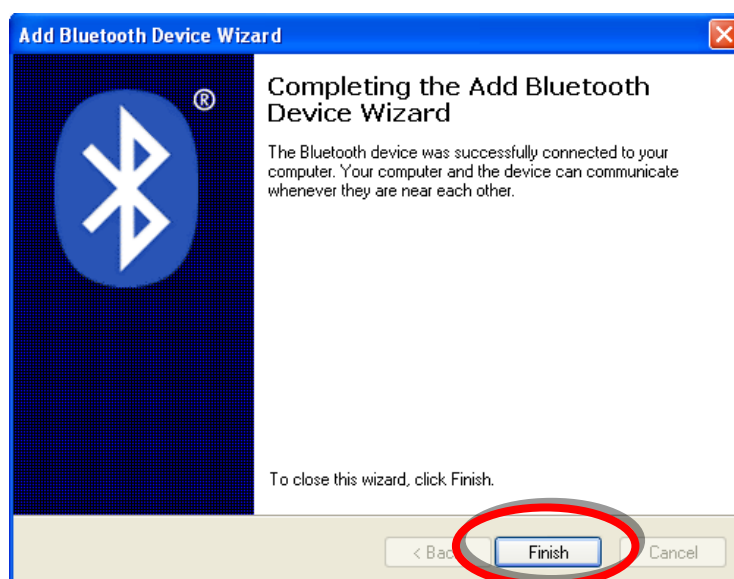 Add Bluetooth Device Wizard
®
Completing the Add Bluetooth
Device Wizard
The Bluetooth device was successfully connected to your
computer. Your computer and the device can communicate
whenever they are near each other.
To close this wizard, click Finish.
< Bac Finish Cancel